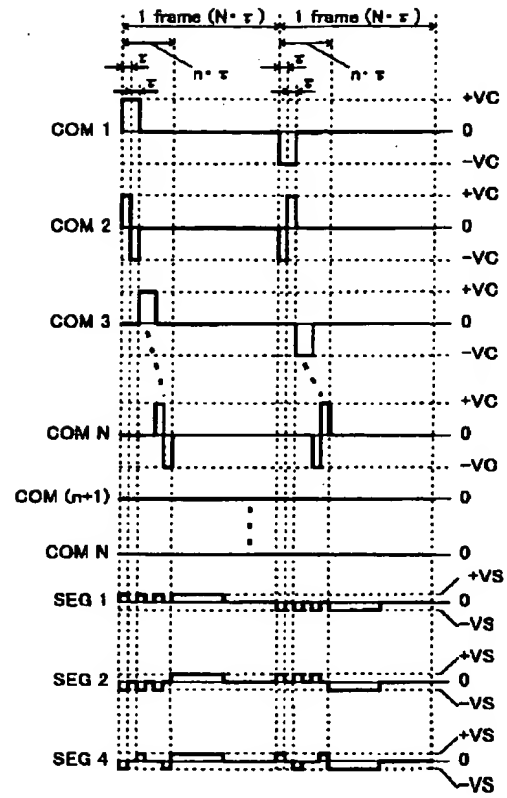 1 frame (N·τ) 1 frame (N·τ)
n·τ n·τ
τ τ
τ τ
+VC
COM 1 0
-VC
+VC
COM 2 0
-VC
+VC
COM 3 0
-VC
+VC
COM N 0
-VO
COM (n+1) 0
COM N 0
+VS
SEG 1 0
-VS
+VS
SEG 2 0
-VS
+VS
SEG 4 0
-VS